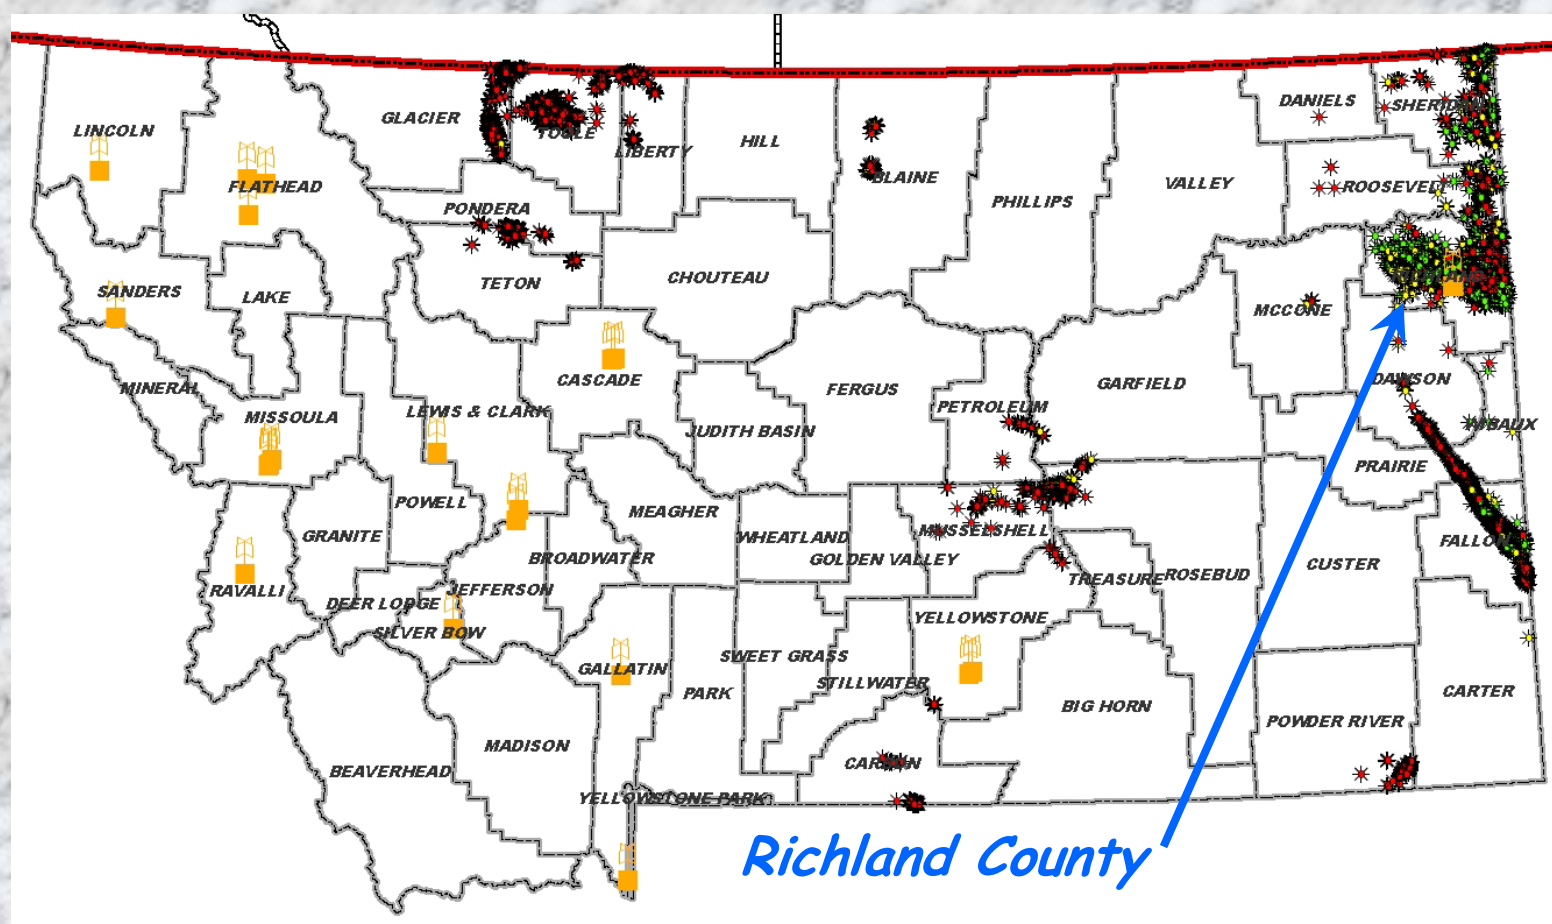 DANIELS
SHERIDAN
LINCOLN
GLACIER
TOOLE
LIBERTY
HILL
BLAINE
FLATHEAD
VALLEY
ROOSEVELT
PHILLIPS
PONDERA
CHOUTEAU
TETON
SANDERS
LAKE
RICHLAND
MCCONE
MINERAL
CASCADE
FERGUS
GARFIELD
DAWSON
MISSOULA
LEWIS & CLARK
PETROLEUM
JUDITH BASIN
WIBAUX
PRAIRIE
POWELL
MEAGHER
GRANITE
WHEATLAND
MUSSELSHELL
FALLON
BROADWATER
GOLDEN VALLEY
CUSTER
RAVALLI
JEFFERSON
TREASURE
ROSEBUD
DEER LODGE
SILVER BOW
YELLOWSTONE
GALLATIN
SWEET GRASS
STILLWATER
PARK
CARTER
BIG HORN
POWDER RIVER
MADISON
BEAVERHEAD
CARBON
YELLOWSTONE PARK
Richland County